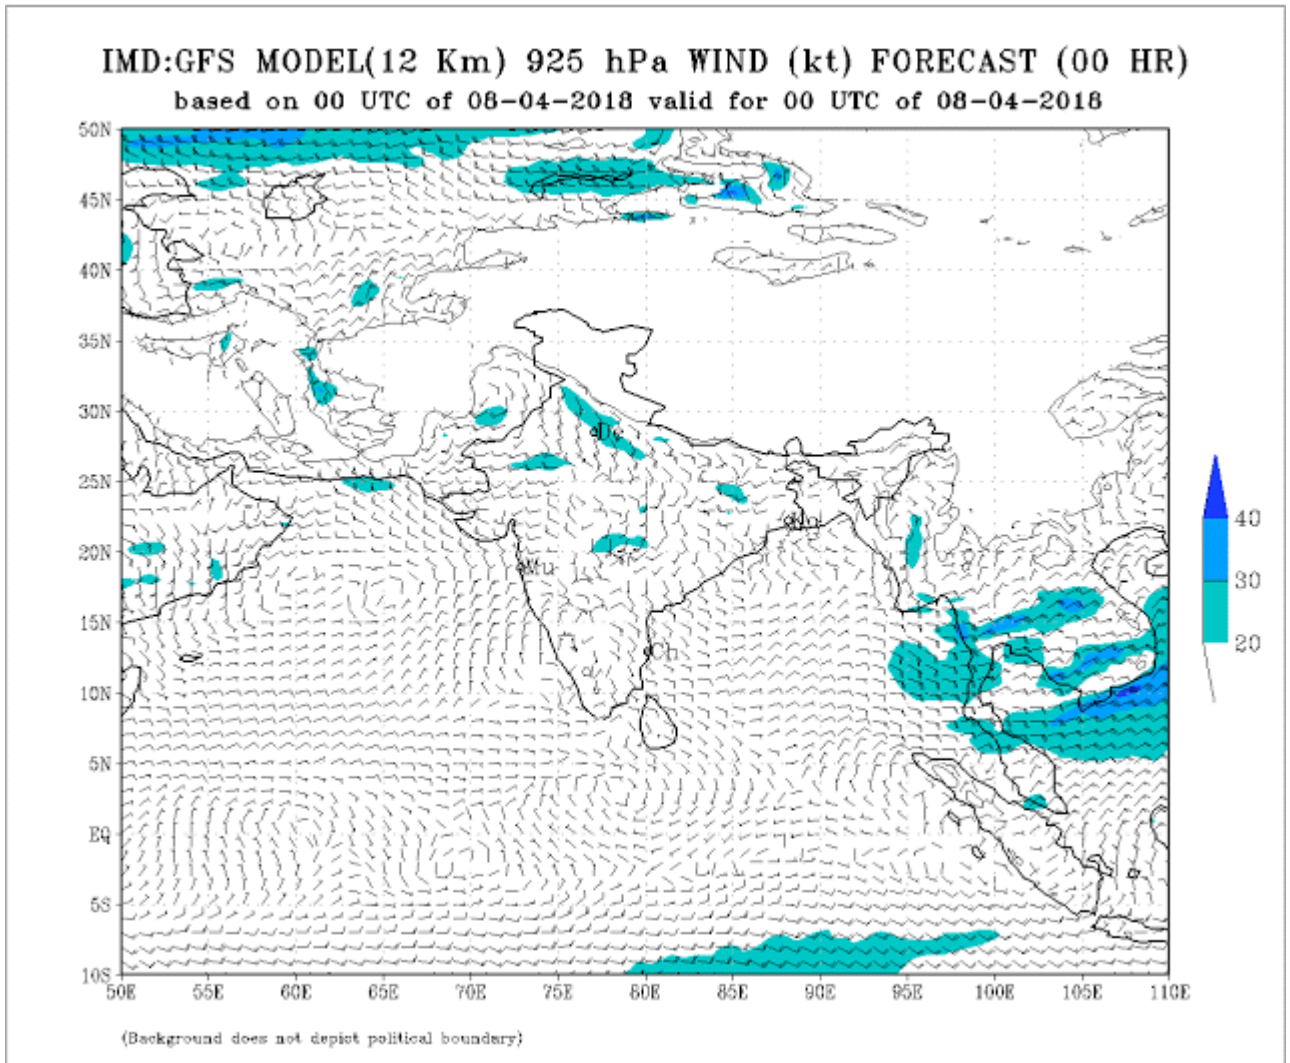 IMD:GFS MODEL(12 Km) 925 hPa WIND (kt) FORECAST (00 HR)
based on 00 UTC of 08-04-2018 valid for 00 UTC of 08-04-2018
50N
45N
40N
35N
30N
25N
20N
15N
10N
5N
EQ
5S
10S
Mu
Ch
40
30
20
50E 55E 60E 65E 70E 75E 80E 85E 90E 95E 100E 105E 110E
(Background does not depict political boundary)